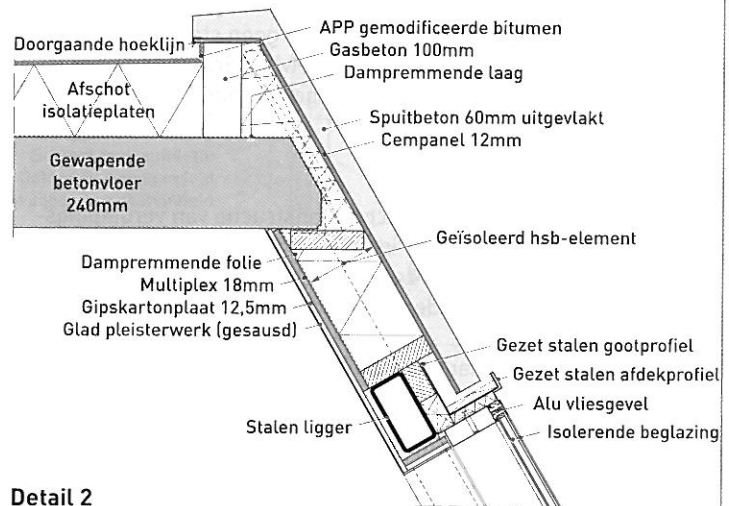 APP gemodificeerde bitumen
Doorgaande hoeklijn
Gasbeton 100mm
Dampremmende laag
Afschot
isolatieplaten
Spuitbeton 60mm uitgevlakt
Cempanel 12mm
Gewapende
betonvloer
240mm
Geïsoleerd hsb-element
Dampremmende folie
Multiplex 18mm
Gipskartonplaat 12,5mm
Glad pleisterwerk (gesausd)
Gezet stalen gootprofiel
Gezet stalen afdekprofiel
Alu vliesgevel
Stalen ligger
Isolerende beglazing
Detail 2